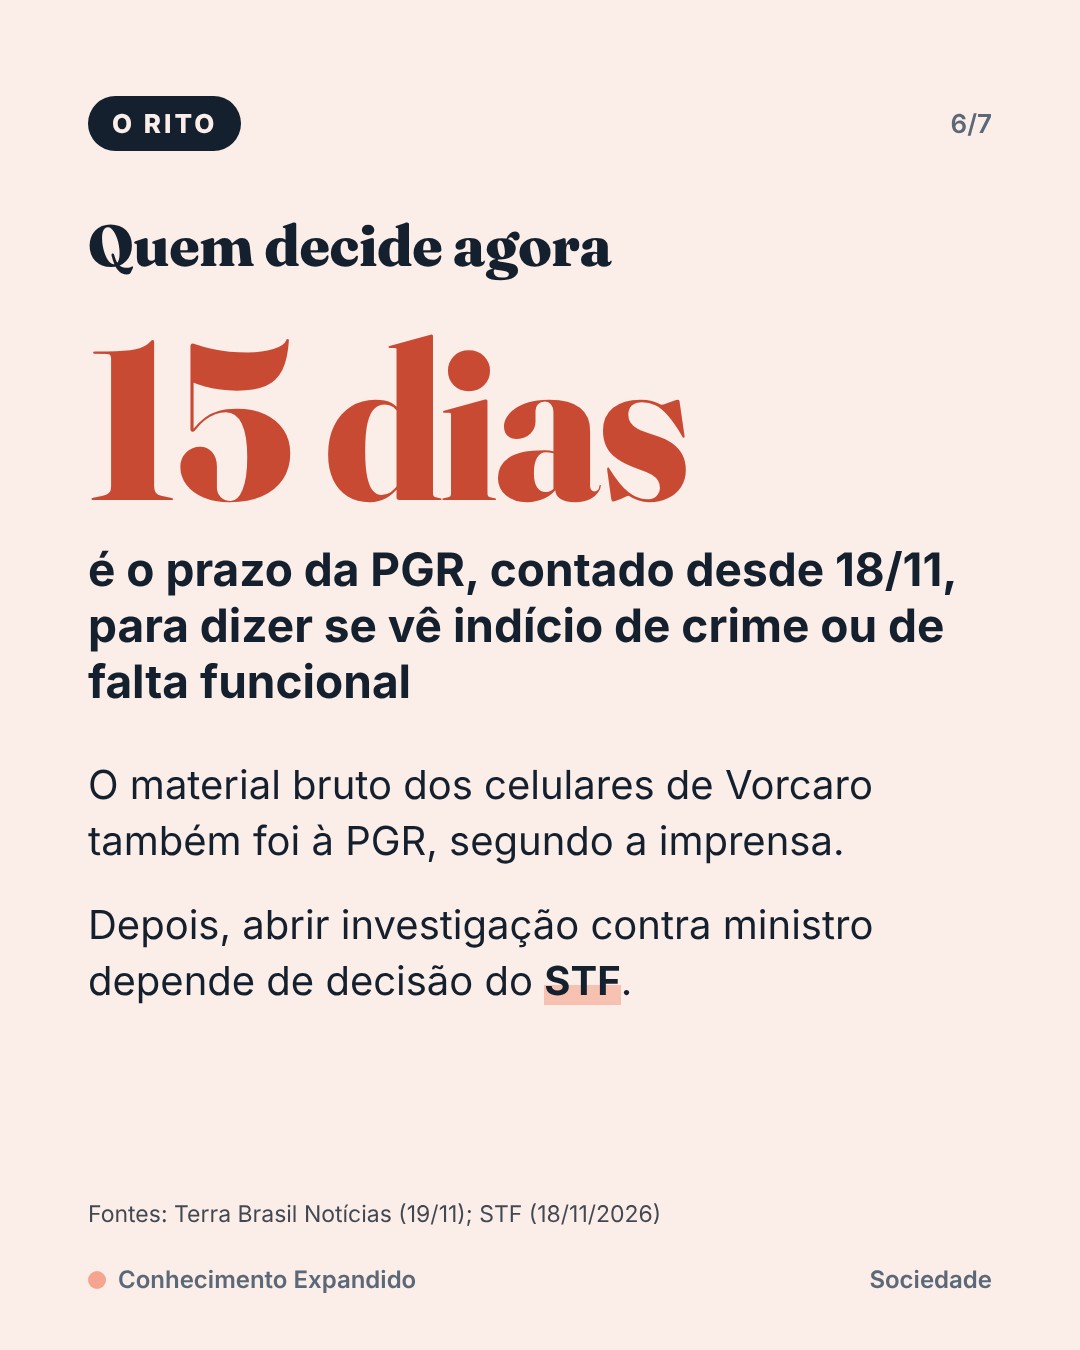 O RITO
6/7
Quem decide agora
15 dias
é o prazo da PGR, contado desde 18/11,
para dizer se vê indício de crime ou de
falta funcional
O material bruto dos celulares de Vorcaro
também foi à PGR, segundo a imprensa.
Depois, abrir investigação contra ministro
depende de decisão do STF.
Fontes: Terra Brasil Notícias (19/11); STF (18/11/2026)
Conhecimento Expandido
Sociedade